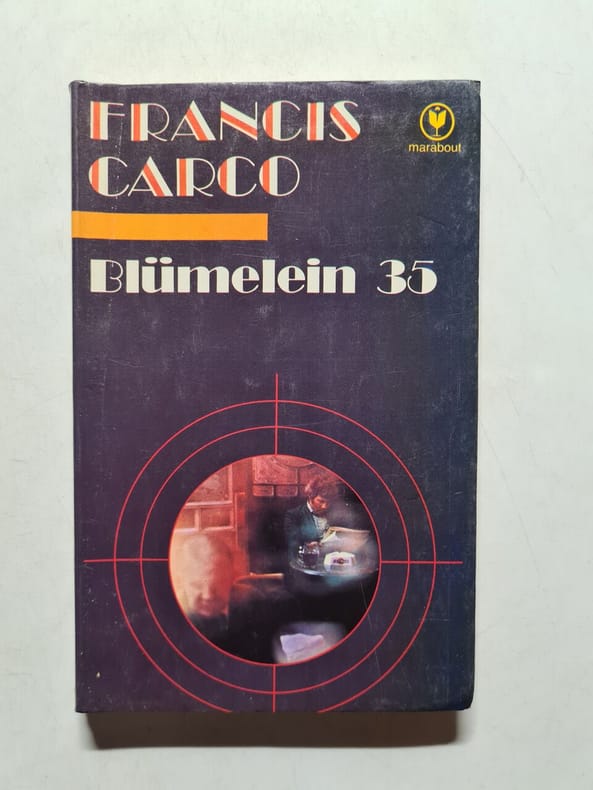 FRANCIS
CARCO
marabout
Blümelein 35